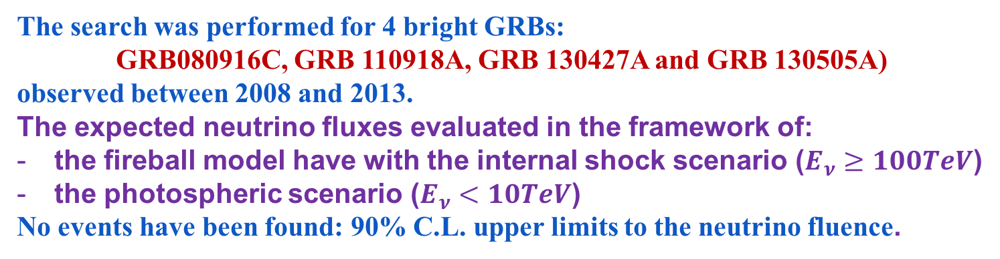 The search was performed for 4 bright GRBs:
GRB080916C, GRB 110918A, GRB 130427A and GRB 130505A)
observed between 2008 and 2013.
The expected neutrino fluxes evaluated in the framework of:
- the fireball model have with the internal shock scenario (𝑬𝝂 ≥ 𝟏𝟎𝟎𝑻𝒆𝑽)
- the photospheric scenario (𝑬𝝂 < 𝟏𝟎𝑻𝒆𝑽)
No events have been found: 90% C.L. upper limits to the neutrino fluence.